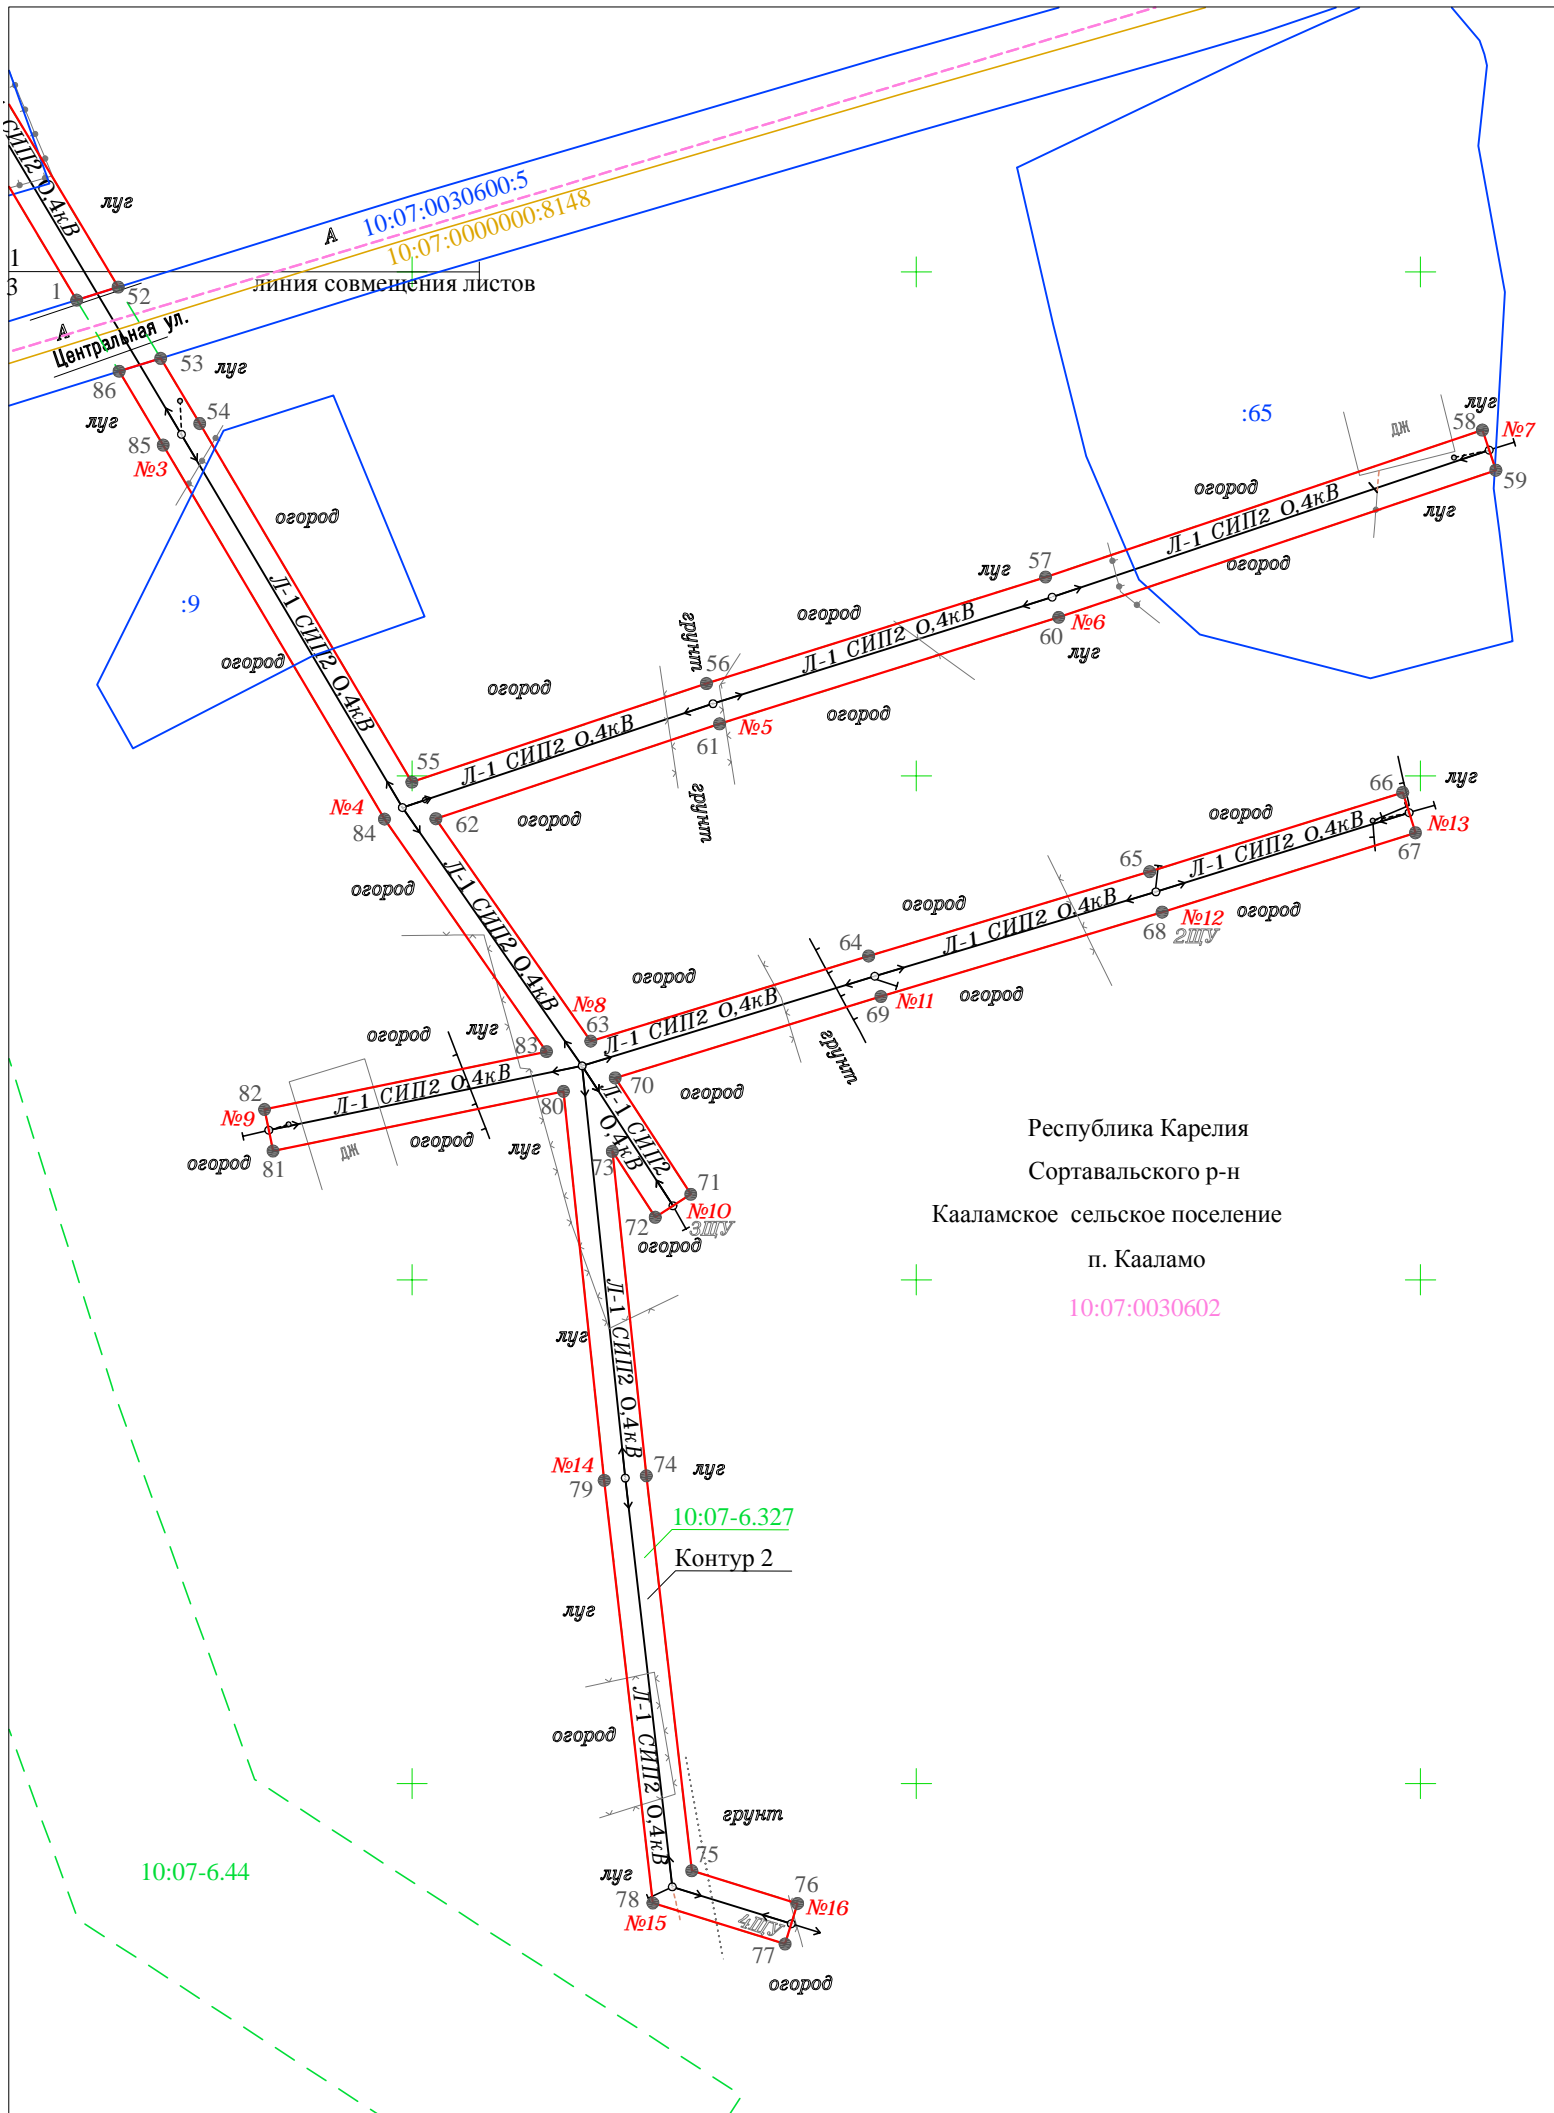 СИП2 0,4кВ
луг
10:07:0030600:5
А
10:07:0000000:8148
1
3
линия совмещения листов
1
52
А
Центральная ул.
53
луг
86
луг
54
85
№3
:65
луг
58
№7
ДЖ
59
огород
огород
Л-1 СИП2 0,4кВ
луг
огород
57
луг
Л-1 СИП2 0,4кВ
:9
огород
грунт
огород
Л-1 СИП2 0,4кВ
60
№6
луг
56
огород
огород
61
№5
Л-1 СИП2 0,4кВ
55
№4
84
62
огород
грунт
66
луг
№13
67
огород
Л-1 СИП2 0,4кВ
65
огород
Л-1 СИП2 0,4кВ
огород
Л-1 СИП2 0,4кВ
№12
огород
68
2ЩУ
64
огород
№11
огород
69
№8
63
Л-1 СИП2 0,4кВ
грунт
огород
луг
83
70
огород
82
№9
Л-1 СИП2 0,4кВ
80
Л-1 СИП2
0,4кВ
огород
81
ДЖ
огород
луг
73
71
72
№10
3ЩУ
огород
Республика Карелия
Сортавальского р-н
Кааламское сельское поселение
п. Кааламо
10:07:0030602
луг
Л-1 СИП2 0,4кВ
№14
79
74
луг
10:07-6.327
Контур 2
луг
Л-1 СИП2 0,4кВ
огород
грунт
10:07-6.44
75
луг
78
№15
76
№16
4ЩУ
77
огород